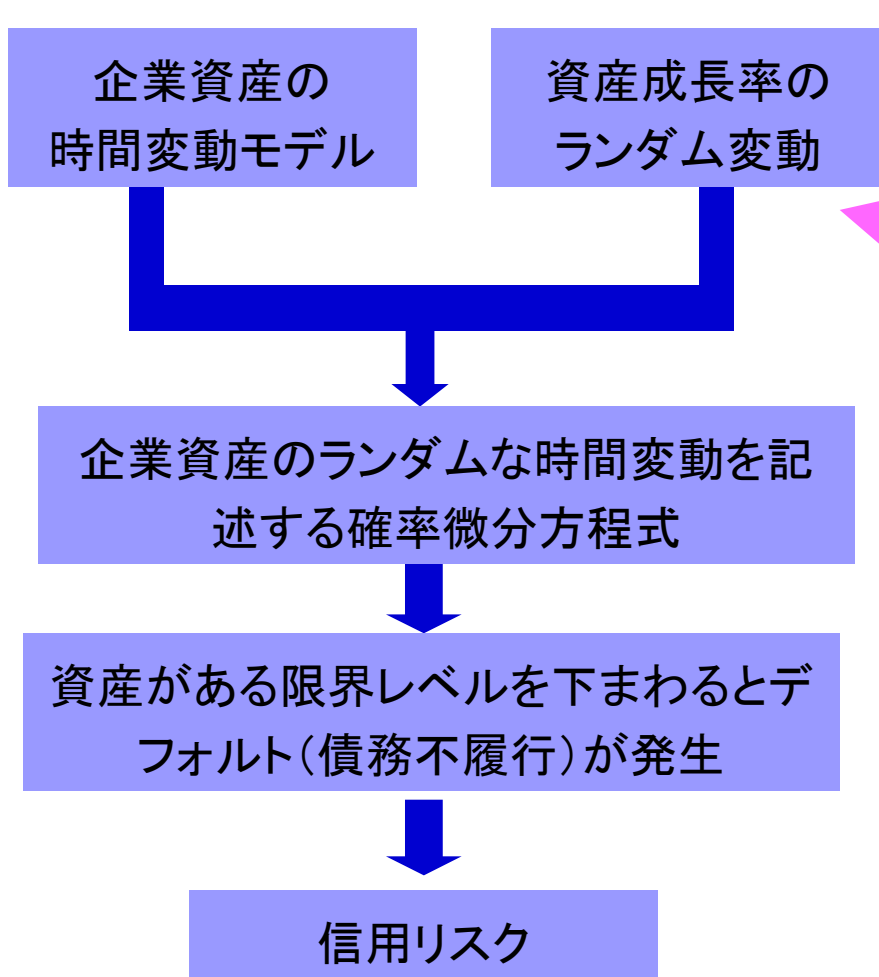 企業資産の
時間変動モデル
資産成長率の
ランダム変動
企業資産のランダムな時間変動を記
述する確率微分方程式
資産がある限界レベルを下まわるとデ
フォルト（債務不履行）が発生
信用リスク